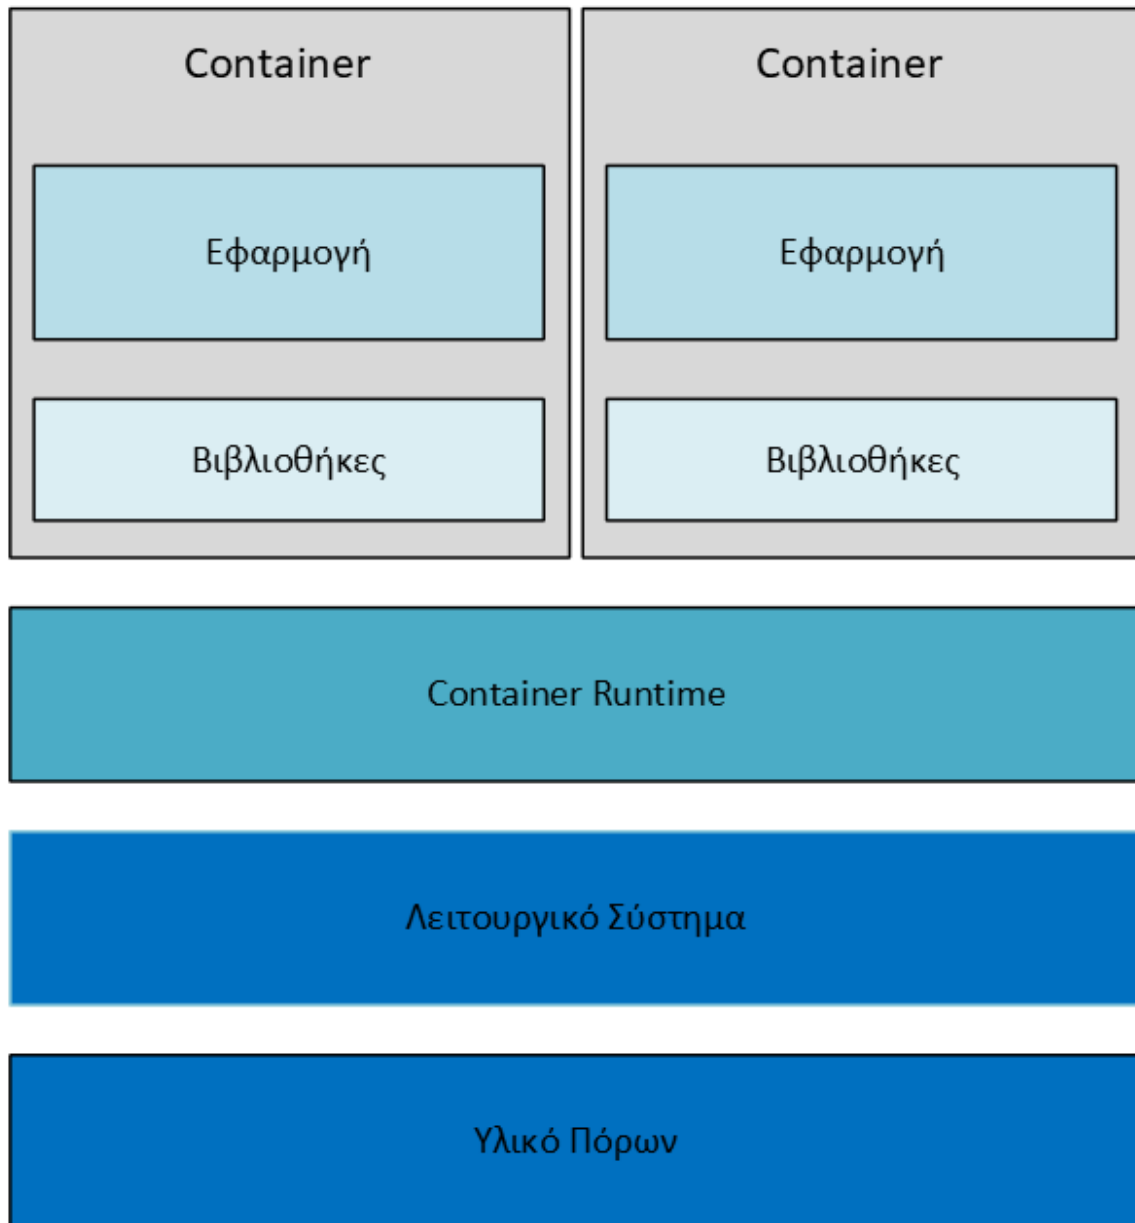 Container
Εφαρμογή
Βιβλιοθήκες
Container
Εφαρμογή
Βιβλιοθήκες
Container Runtime
Λειτουργικό Σύστημα
Υλικό Πόρων